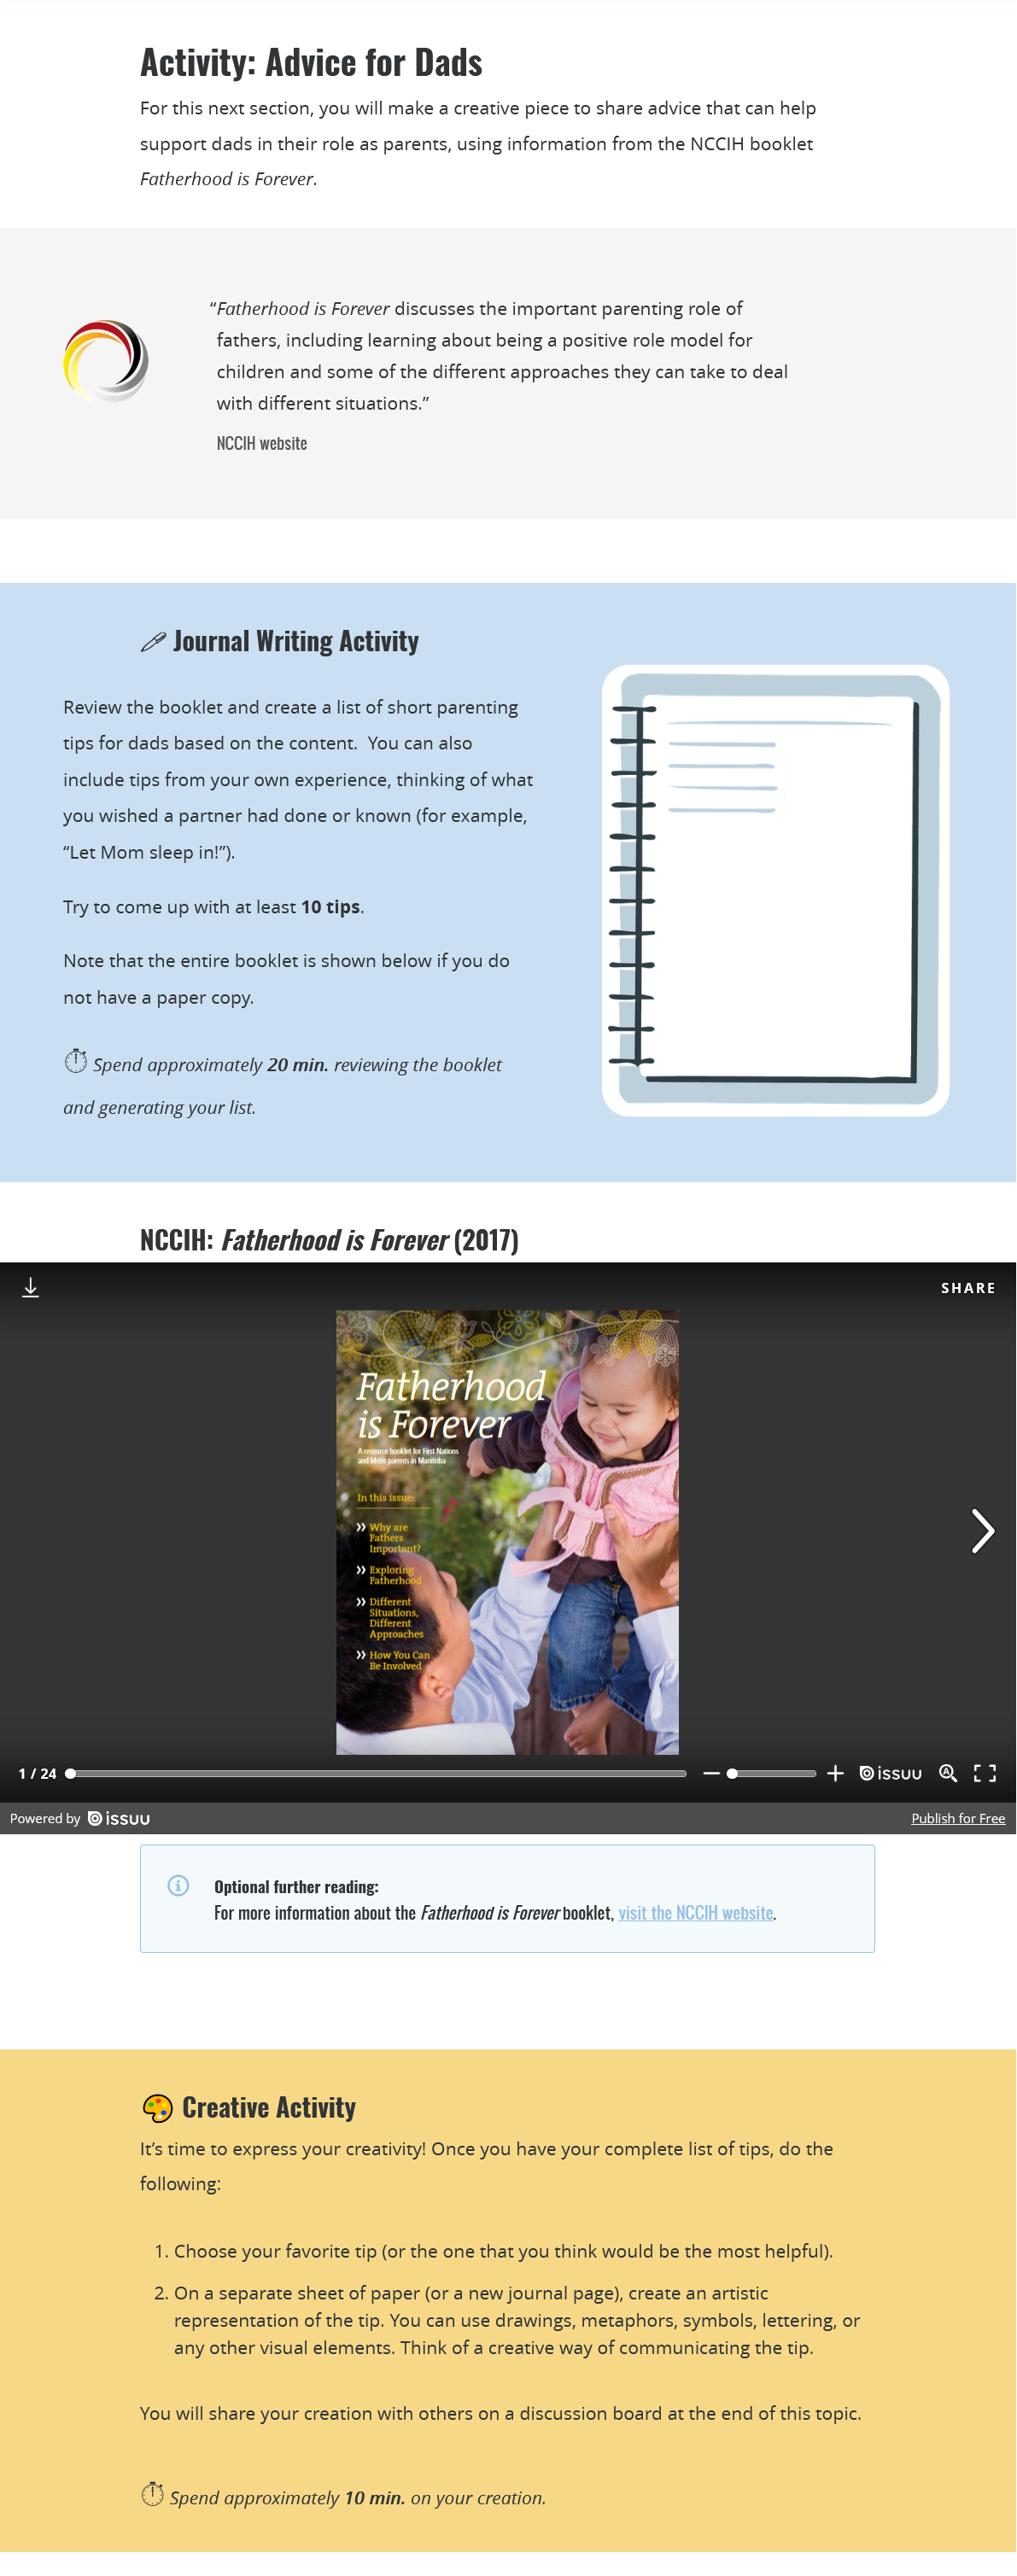 Activity: Advice for Dads
For this next section, you will make a creative piece to share advice that can help
support dads in their role as parents, using information from the NCCIH booklet
Fatherhood is Forever.
“Fatherhood is Forever discusses the important parenting role of
fathers, including learning about being a positive role model for
children and some of the different approaches they can take to deal
with different situations.”
NCCIH website
Journal Writing Activity
Review the booklet and create a list of short parenting
tips for dads based on the content.  You can also
include tips from your own experience, thinking of what
you wished a partner had done or known (for example,
“Let Mom sleep in!”).
Try to come up with at least 10 tips.
Note that the entire booklet is shown below if you do
not have a paper copy.
Spend approximately 20 min. reviewing the booklet
and generating your list.
NCCIH: Fatherhood is Forever (2017)
SHARE
Fatherhood
is Forever
A resource booklet for First Nations
and Metis parents in Manitoba
In this issue:
Why are
Fathers
Important?
Exploring
Fatherhood
Different
Situations,
Different
Approaches
How You Can
Be Involved
1 / 24
issuu
Powered by issuu
Publish for Free
Optional further reading:
For more information about the Fatherhood is Forever booklet, visit the NCCIH website.
Creative Activity
It’s time to express your creativity! Once you have your complete list of tips, do the
following:
1. Choose your favorite tip (or the one that you think would be the most helpful).
2. On a separate sheet of paper (or a new journal page), create an artistic
representation of the tip. You can use drawings, metaphors, symbols, lettering, or
any other visual elements. Think of a creative way of communicating the tip.
You will share your creation with others on a discussion board at the end of this topic.
Spend approximately 10 min. on your creation.